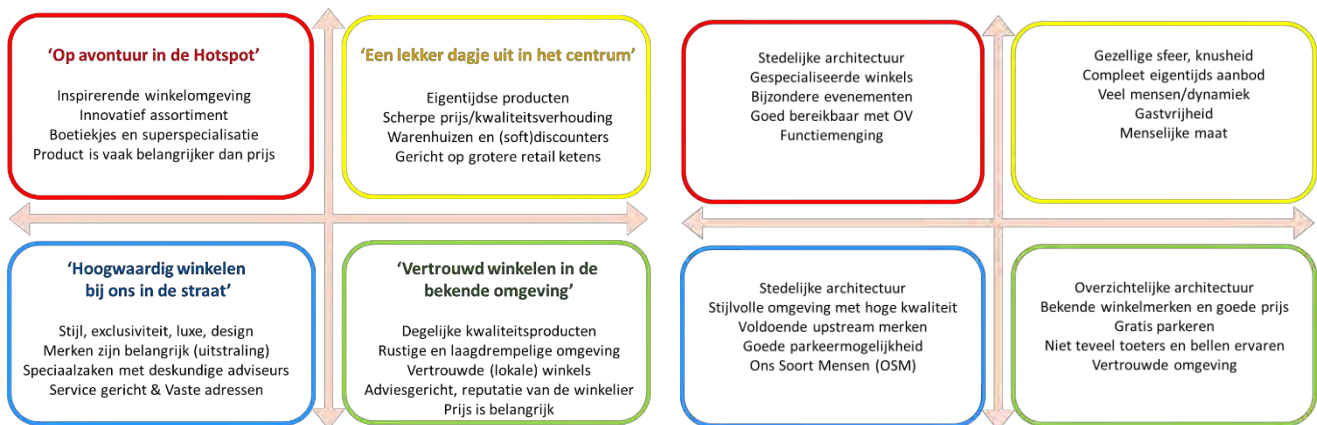 ‘Op avontuur in de Hotspot’
Inspirerende winkelomgeving
Innovatief assortiment
Boetiekjes en superspecialisatie
Product is vaak belangrijker dan prijs
‘Een lekker dagje uit in het centrum’
Eigentijdse producten
Scherpe prijs/kwaliteitsverhouding
Warenhuizen en (soft)discounters
Gericht op grotere retail ketens
‘Hoogwaardig winkelen
bij ons in de straat’
Stijl, exclusiviteit, luxe, design
Merken zijn belangrijk (uitstraling)
Speciaalzaken met deskundige adviseurs
Service gericht & Vaste adressen
‘Vertrouwd winkelen in de
bekende omgeving’
Degelijke kwaliteitsproducten
Rustige en laagdrempelige omgeving
Vertrouwde (lokale) winkels
Adviesgericht, reputatie van de winkelier
Prijs is belangrijk
Stedelijke architectuur
Gespecialiseerde winkels
Bijzondere evenementen
Goed bereikbaar met OV
Functiemenging
Gezellige sfeer, knusheid
Compleet eigentijds aanbod
Veel mensen/dynamiek
Gastvrijheid
Menselijke maat
Stedelijke architectuur
Stijlvolle omgeving met hoge kwaliteit
Voldoende upstream merken
Goede parkeermogelijkheid
Ons Soort Mensen (OSM)
Overzichtelijke architectuur
Bekende winkelmerken en goede prijs
Gratis parkeren
Niet teveel toeters en bellen ervaren
Vertrouwde omgeving